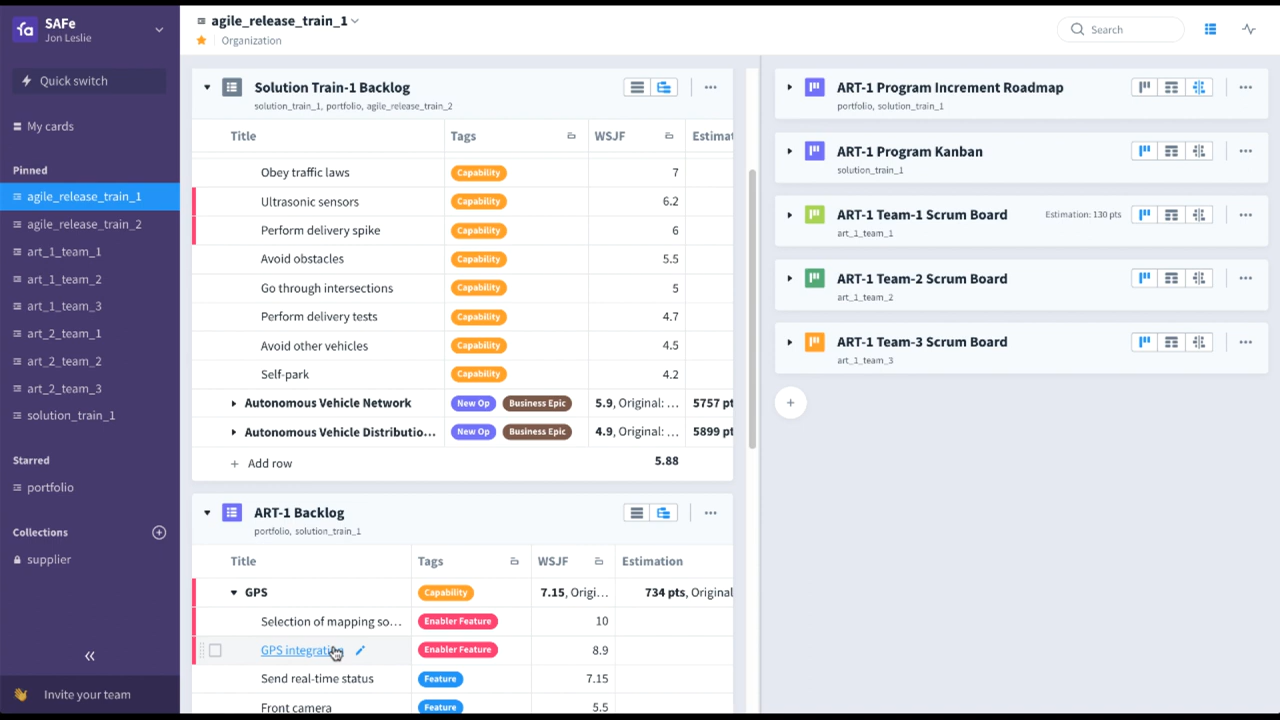 SAFe
Jon Leslie
Quick switch
My cards
Pinned
agile_release_train_1
agile_release_train_2
art_1_team_1
art_1_team_2
art_1_team_3
art_2_team_1
art_2_team_2
art_2_team_3
solution_train_1
Starred
portfolio
Collections
supplier
Invite your team
agile_release_train_1
Organization
Search
Solution Train-1 Backlog
solution_train_1, portfolio, agile_release_train_2
Title Tags WSJF Estimat
Obey traffic laws Capability 7
Ultrasonic sensors Capability 6.2
Perform delivery spike Capability 6
Avoid obstacles Capability 5.5
Go through intersections Capability 5
Perform delivery tests Capability 4.7
Avoid other vehicles Capability 4.5
Self-park Capability 4.2
Autonomous Vehicle Network New Op Business Epic 5.9, Original: ... 5757 pt
Autonomous Vehicle Distributio... New Op Business Epic 4.9, Original: ... 5899 pt
+ Add row 5.88
ART-1 Backlog
portfolio, solution_train_1
Title Tags WSJF Estimation
GPS Capability 7.15, Origi... 734 pts, Original
Selection of mapping so... Enabler Feature 10
GPS integrati Enabler Feature 8.9
Send real-time status Feature 7.15
Front camera Feature 5.5
ART-1 Program Increment Roadmap
portfolio, solution_train_1
ART-1 Program Kanban
solution_train_1
ART-1 Team-1 Scrum Board Estimation: 130 pts
art_1_team_1
ART-1 Team-2 Scrum Board
art_1_team_2
ART-1 Team-3 Scrum Board
art_1_team_3